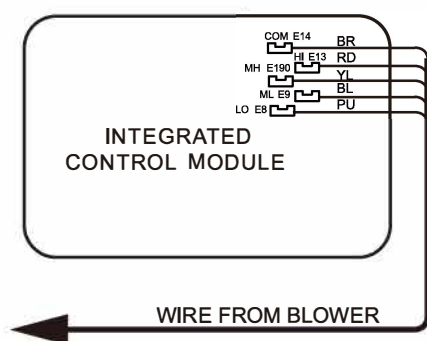 COM E14 BR
HI E13 RD
MH E190 YL
ML E9 BL
LO E8 PU
INTEGRATED
CONTROL MODULE
WIRE FROM BLOWER